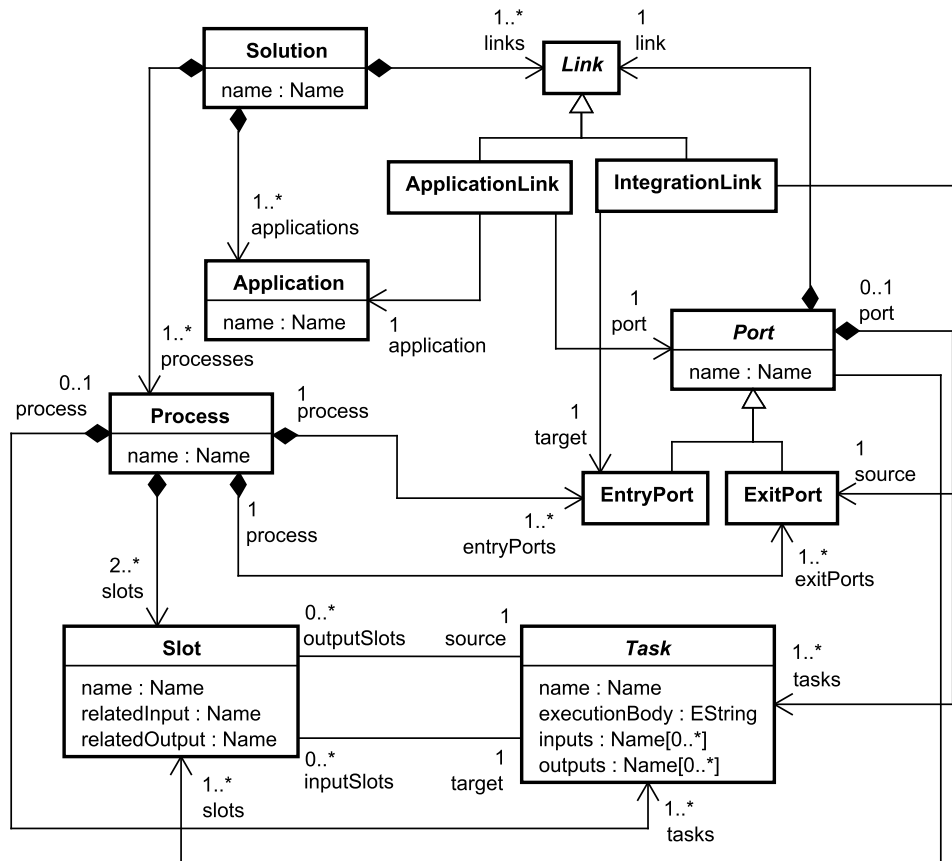 1..*
links
1
link
Solution
name : Name
Link
ApplicationLink
IntegrationLink
1..*
applications
Application
name : Name
1
application
1
port
0..1
port
Port
name : Name
1..*
processes
0..1
process
Process
name : Name
1
process
1
target
1
source
EntryPort
ExitPort
1
process
1..*
entryPorts
1..*
exitPorts
2..*
slots
0..*
outputSlots
1
source
Slot
name : Name
relatedInput : Name
relatedOutput : Name
Task
name : Name
executionBody : EString
inputs : Name[0..*]
outputs : Name[0..*]
1..*
tasks
0..*
inputSlots
1
target
1..*
slots
1..*
tasks